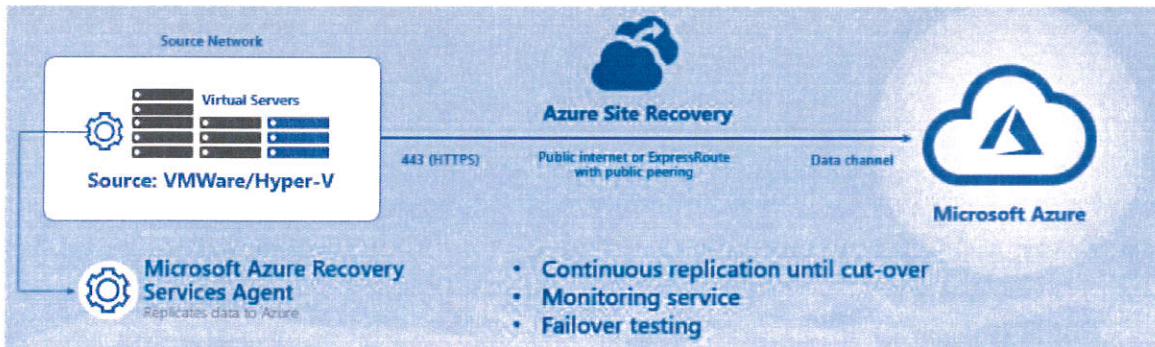 Source Network
Virtual Servers
Source: VMWare/Hyper-V
Azure Site Recovery
443 (HTTPS)
Public internet or ExpressRoute
with public peering
Data channel
Microsoft Azure
Microsoft Azure Recovery
Services Agent
Replicates data to Azure
• Continuous replication until cut-over
• Monitoring service
• Failover testing